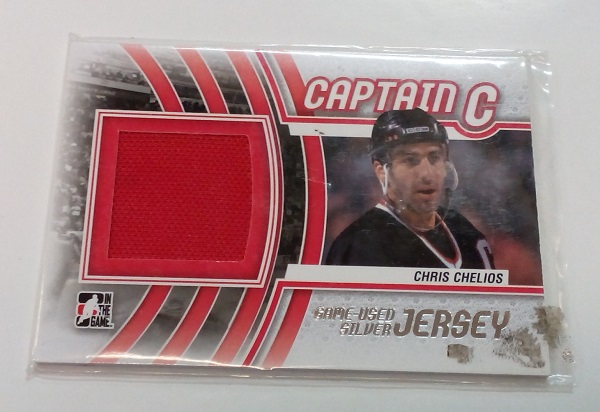 CAPTAIN C
CHRIS CHELIOS
GAME-USED
SILVER JERSEY
IN
THE
GAME